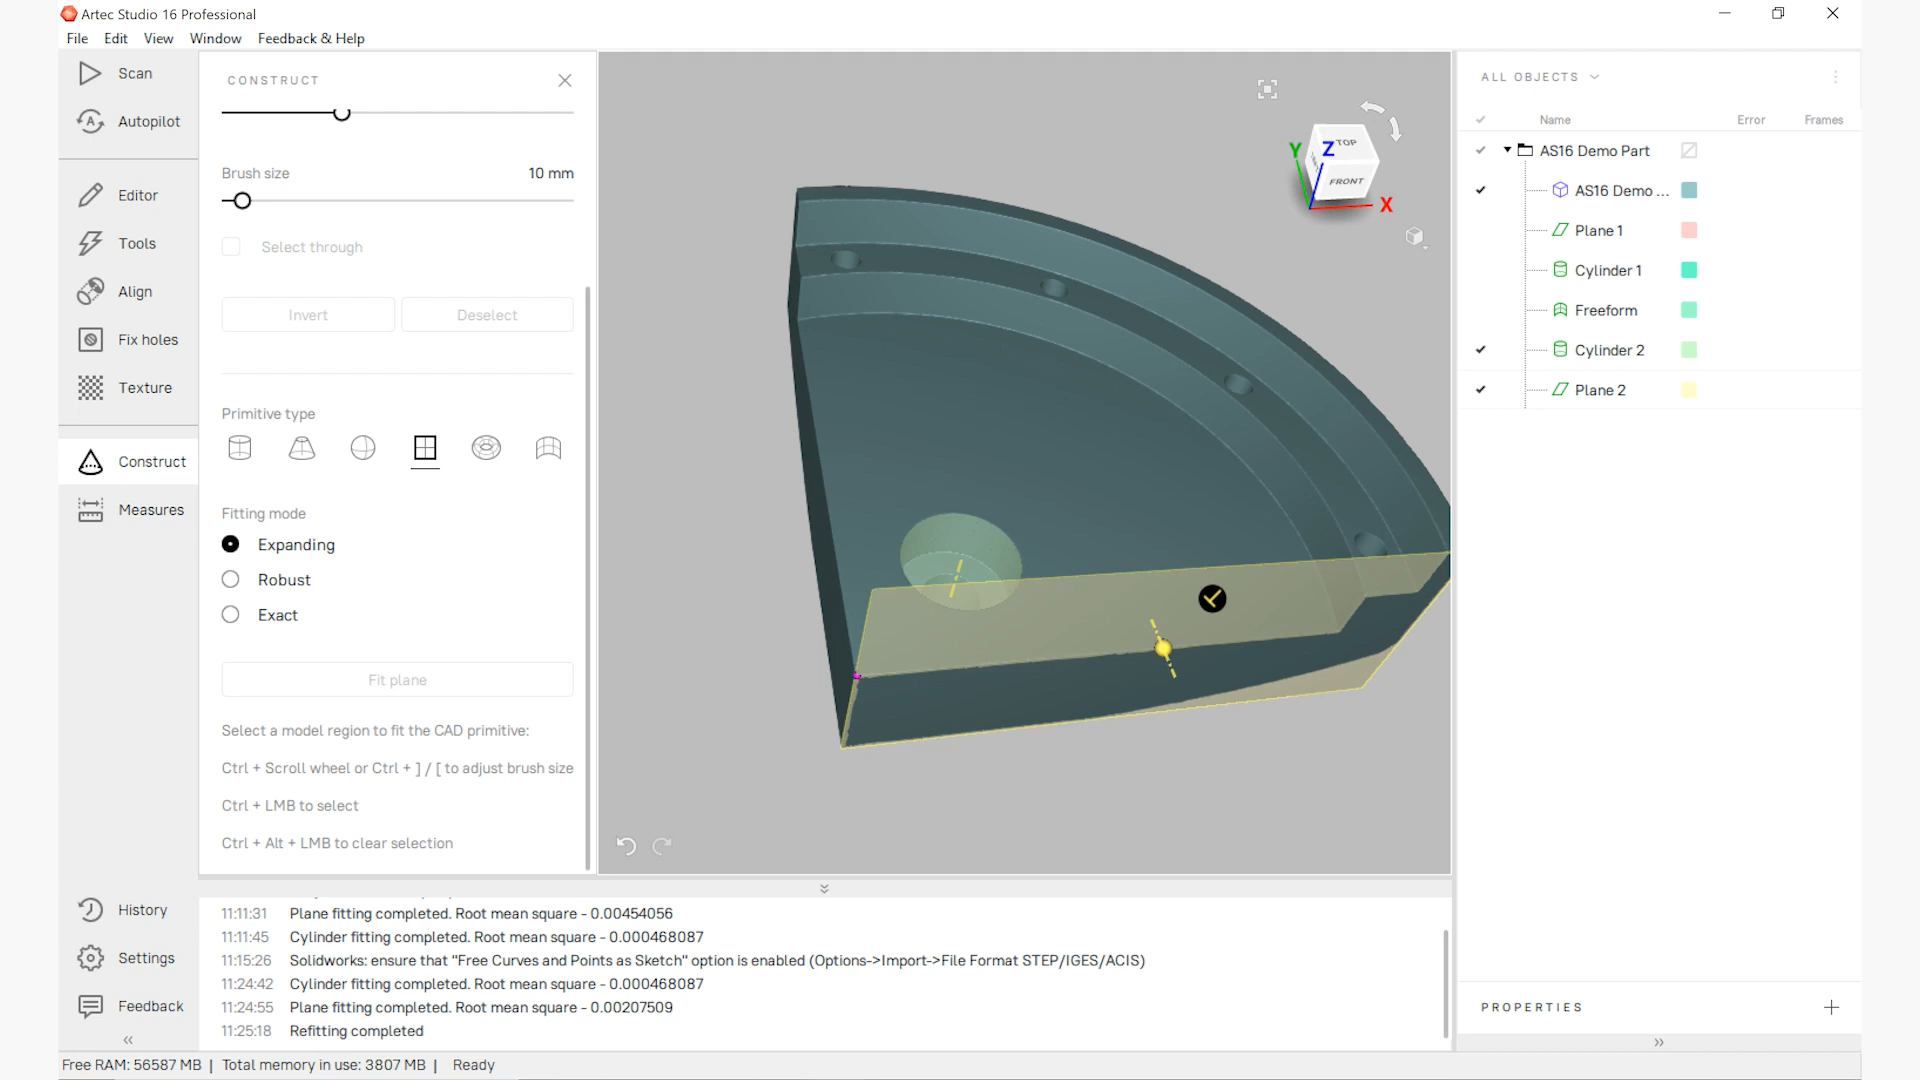 Artec Studio 16 Professional
File Edit View Window Feedback & Help
Scan
Autopilot
Editor
Tools
Align
Fix holes
Texture
Construct
Measures
History
Settings
Feedback
CONSTRUCT
Brush size 10 mm
Select through
Invert Deselect
Primitive type
Fitting mode
Expanding
Robust
Exact
Fit plane
Select a model region to fit the CAD primitive:
Ctrl + Scroll wheel or Ctrl + ] / [ to adjust brush size
Ctrl + LMB to select
Ctrl + Alt + LMB to clear selection
TOP
FRONT
Y
Z
X
ALL OBJECTS
Name Error Frames
AS16 Demo Part
AS16 Demo ...
Plane 1
Cylinder 1
Freeform
Cylinder 2
Plane 2
PROPERTIES
11:11:31 Plane fitting completed. Root mean square - 0.00454056
11:11:45 Cylinder fitting completed. Root mean square - 0.000468087
11:15:26 Solidworks: ensure that "Free Curves and Points as Sketch" option is enabled (Options->Import->File Format STEP/IGES/ACIS)
11:24:42 Cylinder fitting completed. Root mean square - 0.000468087
11:24:55 Plane fitting completed. Root mean square - 0.00207509
11:25:18 Refitting completed
Free RAM: 56587 MB | Total memory in use: 3807 MB | Ready